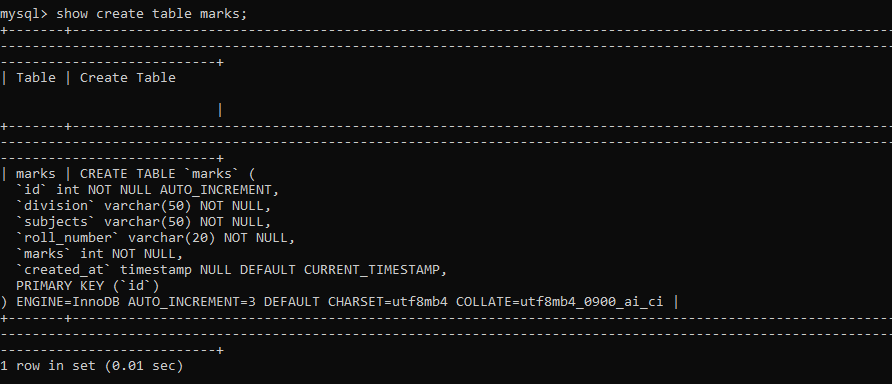 mysql> show create table marks;
+-------+-------------------------------------------------------------------------------------------------------
----------------------------------------------------------------------------------------------------------------
---------------------------+
| Table | Create Table
|
+-------+-------------------------------------------------------------------------------------------------------
----------------------------------------------------------------------------------------------------------------
---------------------------+
| marks | CREATE TABLE `marks` (
`id` int NOT NULL AUTO_INCREMENT,
`division` varchar(50) NOT NULL,
`subjects` varchar(50) NOT NULL,
`roll_number` varchar(20) NOT NULL,
`marks` int NOT NULL,
`created_at` timestamp NULL DEFAULT CURRENT_TIMESTAMP,
PRIMARY KEY (`id`)
) ENGINE=InnoDB AUTO_INCREMENT=3 DEFAULT CHARSET=utf8mb4 COLLATE=utf8mb4_0900_ai_ci |
+-------+-------------------------------------------------------------------------------------------------------
----------------------------------------------------------------------------------------------------------------
---------------------------+
1 row in set (0.01 sec)